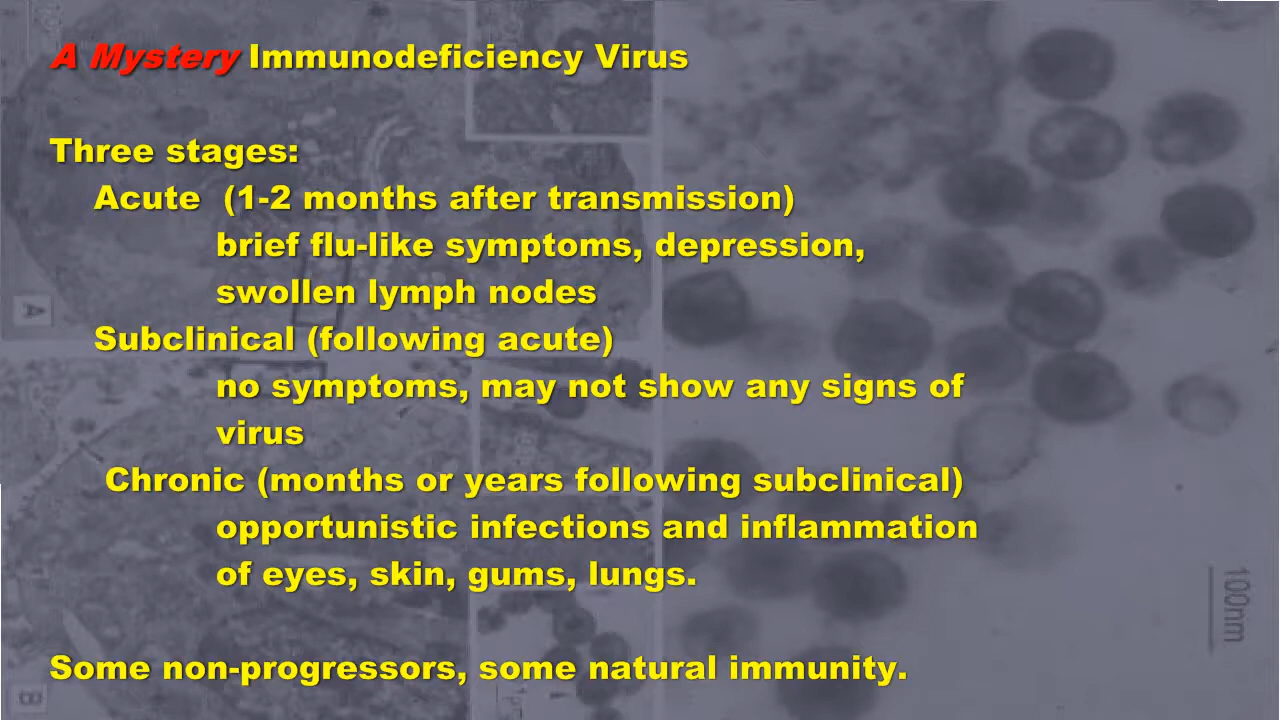 A Mystery Immunodeficiency Virus
Three stages:
Acute (1-2 months after transmission)
brief flu-like symptoms, depression,
swollen lymph nodes
Subclinical (following acute)
no symptoms, may not show any signs of
virus
Chronic (months or years following subclinical)
opportunistic infections and inflammation
of eyes, skin, gums, lungs.
Some non-progressors, some natural immunity.
A
B
100nm